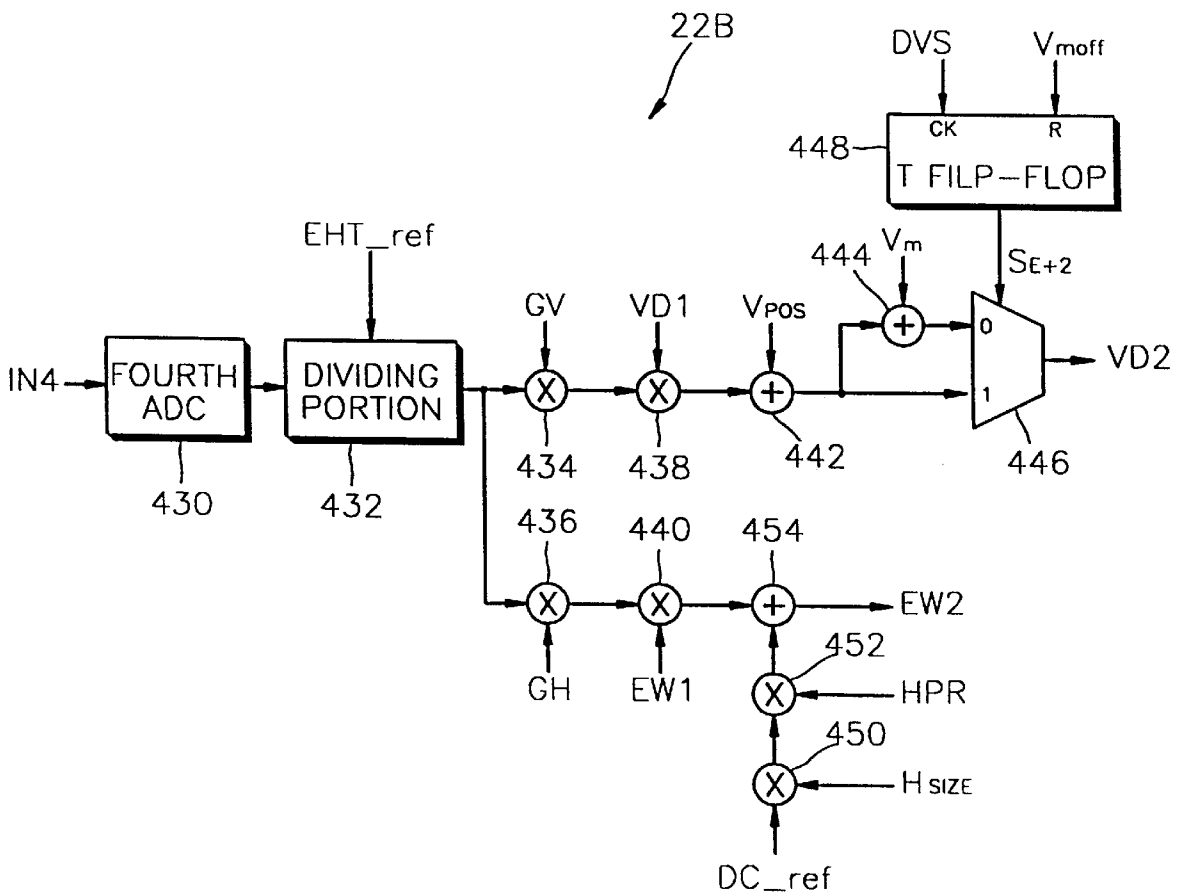 22B
DVS
Vmoff
CK
R
448
T FILP-FLOP
EHT_ref
GV
VD1
VPOS
444
Vm
SE+2
+
0
IN4
FOURTH
ADC
DIVIDING
PORTION
X
X
+
1
VD2
430
432
434
438
442
446
436
440
454
X
X
+
EW2
GH
EW1
452
X
HPR
450
X
HSIZE
DC_ref